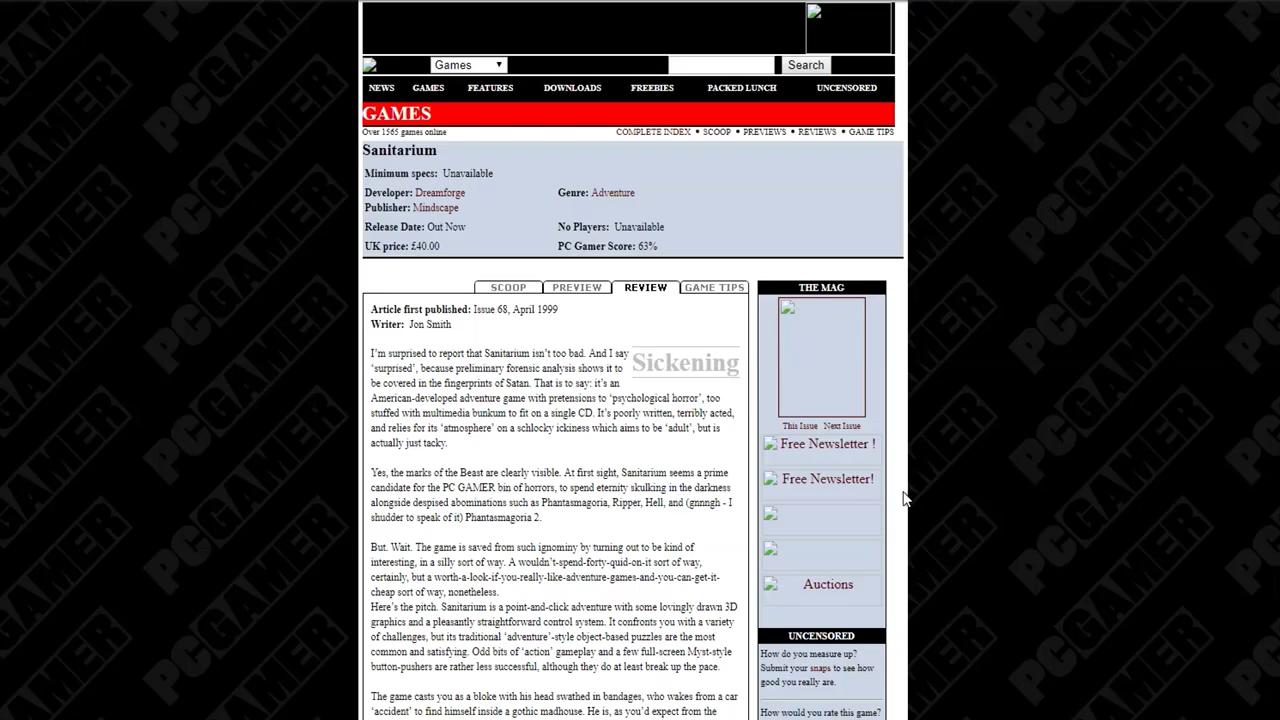 Games
Search
NEWS GAMES FEATURES DOWNLOADS FREEBIES PACKED LUNCH UNCENSORED
GAMES
Over 1565 games online COMPLETE INDEX • SCOOP • PREVIEWS • REVIEWS • GAME TIPS
Sanitarium
Minimum specs: Unavailable
Developer: Dreamforge Genre: Adventure
Publisher: Mindscape
Release Date: Out Now No Players: Unavailable
UK price: £40.00 PC Gamer Score: 63%
SCOOP PREVIEW REVIEW GAME TIPS
Article first published: Issue 68, April 1999
Writer: Jon Smith
Sickening
I'm surprised to report that Sanitarium isn't too bad. And I say
‘surprised’, because preliminary forensic analysis shows it to
be covered in the fingerprints of Satan. That is to say: it’s an
American-developed adventure game with pretensions to ‘psychological horror’, too
stuffed with multimedia bunkum to fit on a single CD. It’s poorly written, terribly acted,
and relies for its ‘atmosphere’ on a schlocky ickiness which aims to be ‘adult’, but is
actually just tacky.
Yes, the marks of the Beast are clearly visible. At first sight, Sanitarium seems a prime
candidate for the PC GAMER bin of horrors, to spend eternity skulking in the darkness
alongside despised abominations such as Phantasmagoria, Ripper, Hell, and (gnnngh - I
shudder to speak of it) Phantasmagoria 2.
But. Wait. The game is saved from such ignominy by turning out to be kind of
interesting, in a silly sort of way. A wouldn’t-spend-forty-quid-on-it sort of way,
certainly, but a worth-a-look-if-you-really-like-adventure-games-and-you-can-get-it-
cheap sort of way, nonetheless.
Here’s the pitch. Sanitarium is a point-and-click adventure with some lovingly drawn 3D
graphics and a pleasantly straightforward control system. It confronts you with a variety
of challenges, but its traditional ‘adventure’-style object-based puzzles are the most
common and satisfying. Odd bits of ‘action’ gameplay and a few full-screen Myst-style
button-pushers are rather less successful, although they do at least break up the pace.
The game casts you as a bloke with his head swathed in bandages, who wakes from a car
‘accident’ to find himself inside a gothic madhouse. He is, as you’d expect from the
THE MAG
This Issue Next Issue
Free Newsletter !
Free Newsletter!
Auctions
UNCENSORED
How do you measure up?
Submit your snaps to see how
good you really are.
How would you rate this game?
PCGAMER
PCGAMER